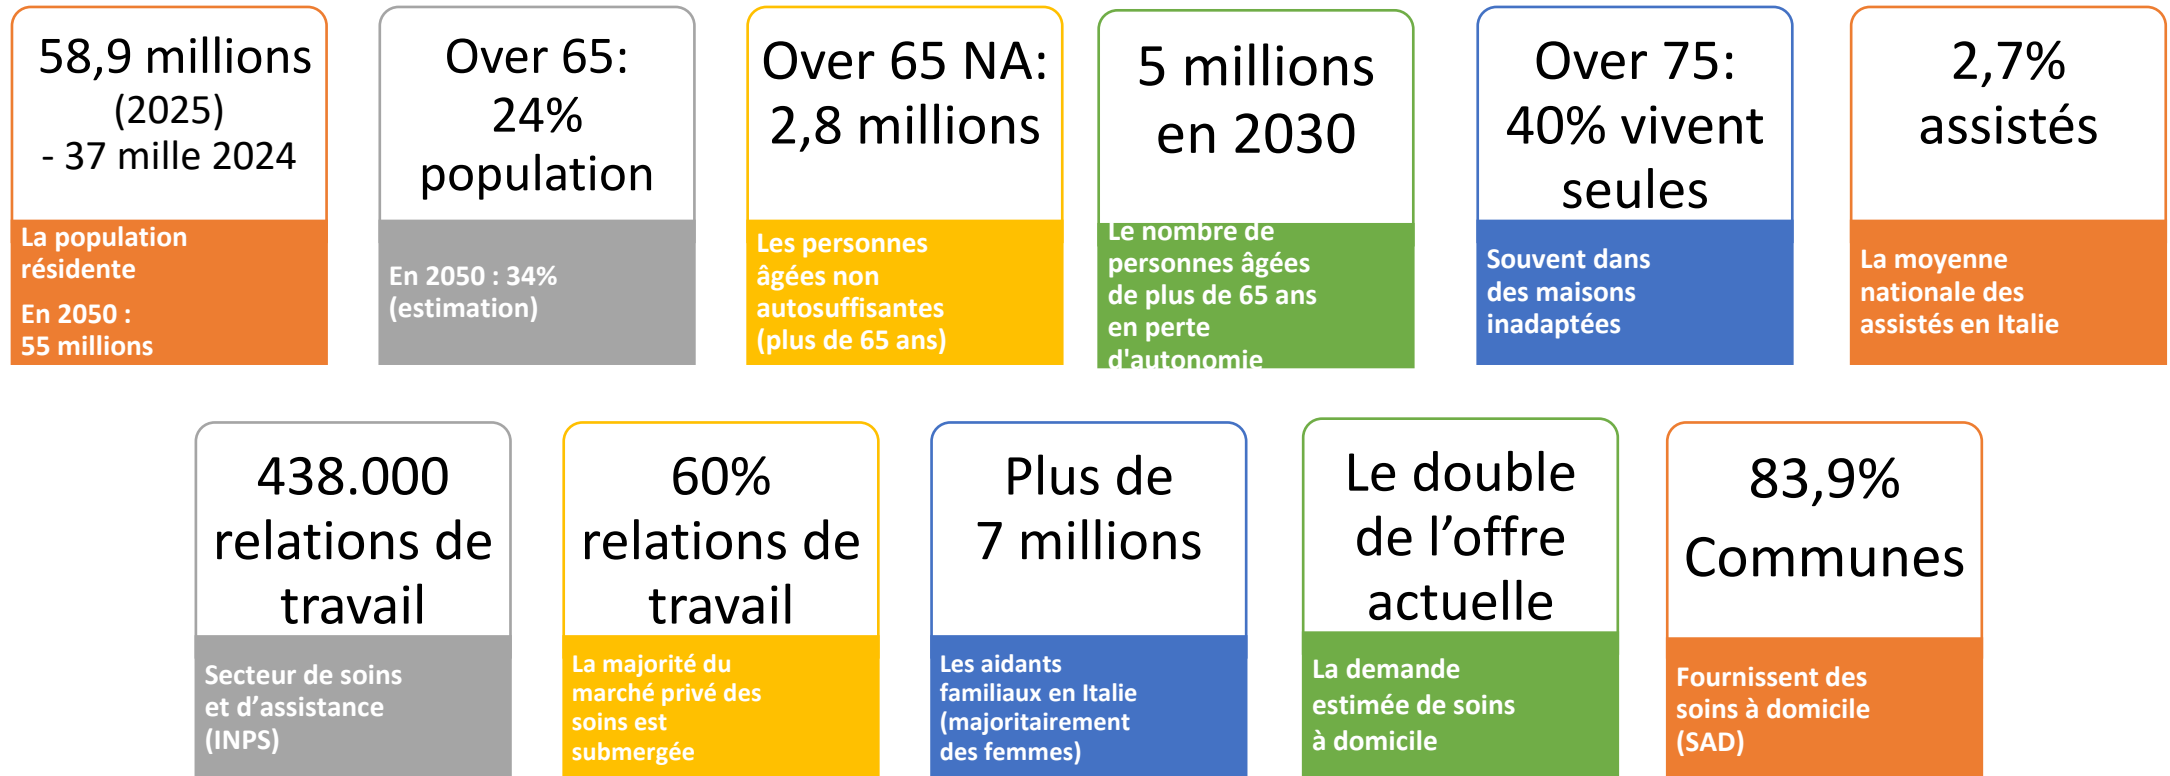 58,9 millions
(2025)
- 37 mille 2024
La population
résidente
En 2050 :
55 millions
Over 65:
24%
population
En 2050 : 34%
(estimation)
Over 65 NA:
2,8 millions
Les personnes
âgées non
autosuffisantes
(plus de 65 ans)
5 millions
en 2030
Le nombre de
personnes âgées
de plus de 65 ans
en perte
d'autonomie
Over 75:
40% vivent
seules
Souvent dans
des maisons
inadaptées
2,7%
assistés
La moyenne
nationale des
assistés en Italie
438.000
relations de
travail
Secteur de soins
et d’assistance
(INPS)
60%
relations de
travail
La majorité du
marché privé des
soins est
submergée
Plus de
7 millions
Les aidants
familiaux en Italie
(majoritairement
des femmes)
Le double
de l’offre
actuelle
La demande
estimée de soins
à domicile
83,9%
Communes
Fournissent des
soins à domicile
(SAD)